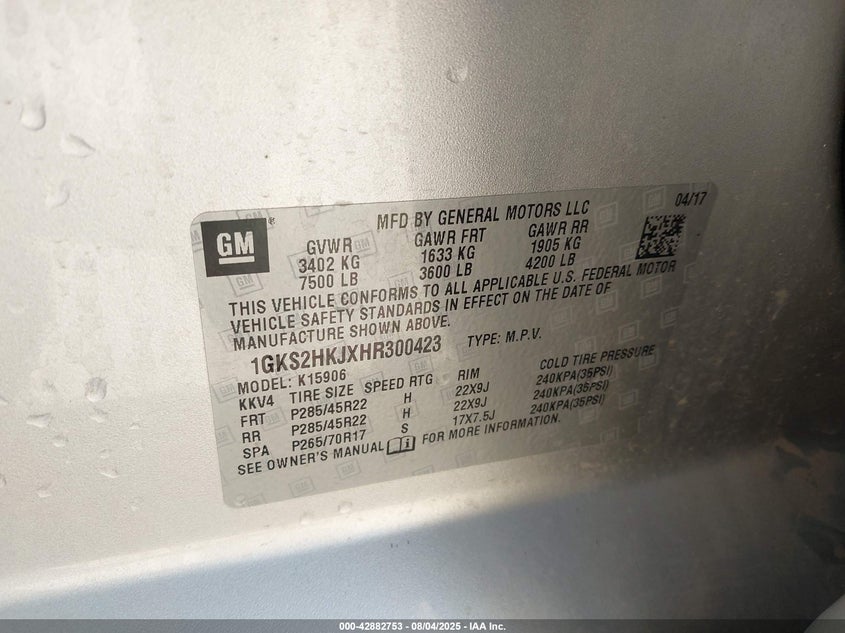 GM
®
MFD BY GENERAL MOTORS LLC
04/17
GVWR GAWR FRT GAWR RR
3402 KG 1633 KG 1905 KG
7500 LB 3600 LB 4200 LB
THIS VEHICLE CONFORMS TO ALL APPLICABLE U.S. FEDERAL MOTOR
VEHICLE SAFETY STANDARDS IN EFFECT ON THE DATE OF
MANUFACTURE SHOWN ABOVE.
1GKS2HKJXHR300423 TYPE: M.P.V.
MODEL: K15906
KKV4 TIRE SIZE SPEED RTG RIM COLD TIRE PRESSURE
FRT P285/45R22 H 22X9J 240KPA(35PSI)
RR P285/45R22 H 22X9J 240KPA(35PSI)
SPA P265/70R17 S 17X7.5J 240KPA(35PSI)
SEE OWNER'S MANUAL i FOR MORE INFORMATION.
000-42882753 - 08/04/2025 - IAA Inc.